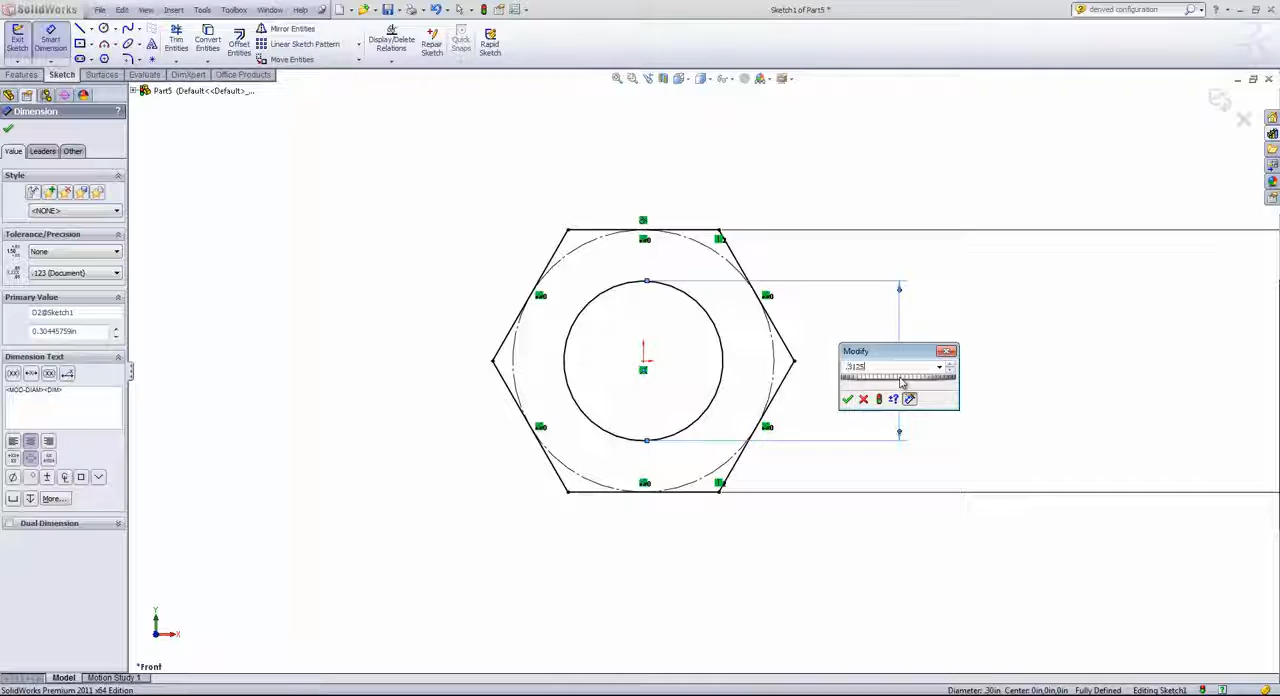 SolidWorks File Edit View Insert Tools Toolbox Window Help Sketch1 of Part5 * derived configuration
Exit Sketch
Smart Dimension
Trim Entities
Convert Entities
Offset Entities
Mirror Entities
Linear Sketch Pattern
Move Entities
Display/Delete Relations
Repair Sketch
Quick Snaps
Rapid Sketch
Features Sketch Surfaces Evaluate DimXpert Office Products
Part5 (Default<<Default>_...
Dimension ?
Value Leaders Other
Style
<NONE>
Tolerance/Precision
None
.123 (Document)
Primary Value
D2@Sketch1
0.30445759in
Dimension Text
<MOD-DIAM><DIM>
More...
Dual Dimension
Modify
.3125
Y
X
*Front
Model Motion Study 1
SolidWorks Premium 2011 x64 Edition Diameter: .30in Center: 0in,0in,0in Fully Defined Editing Sketch1